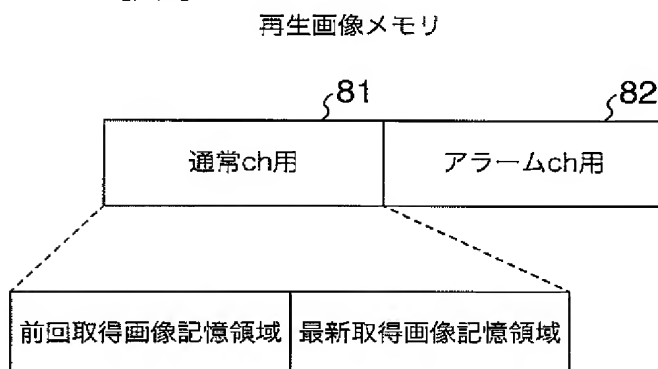 再生画像メモリ
81
82
通常ch用
アラームch用
前回取得画像記憶領域
最新取得画像記憶領域